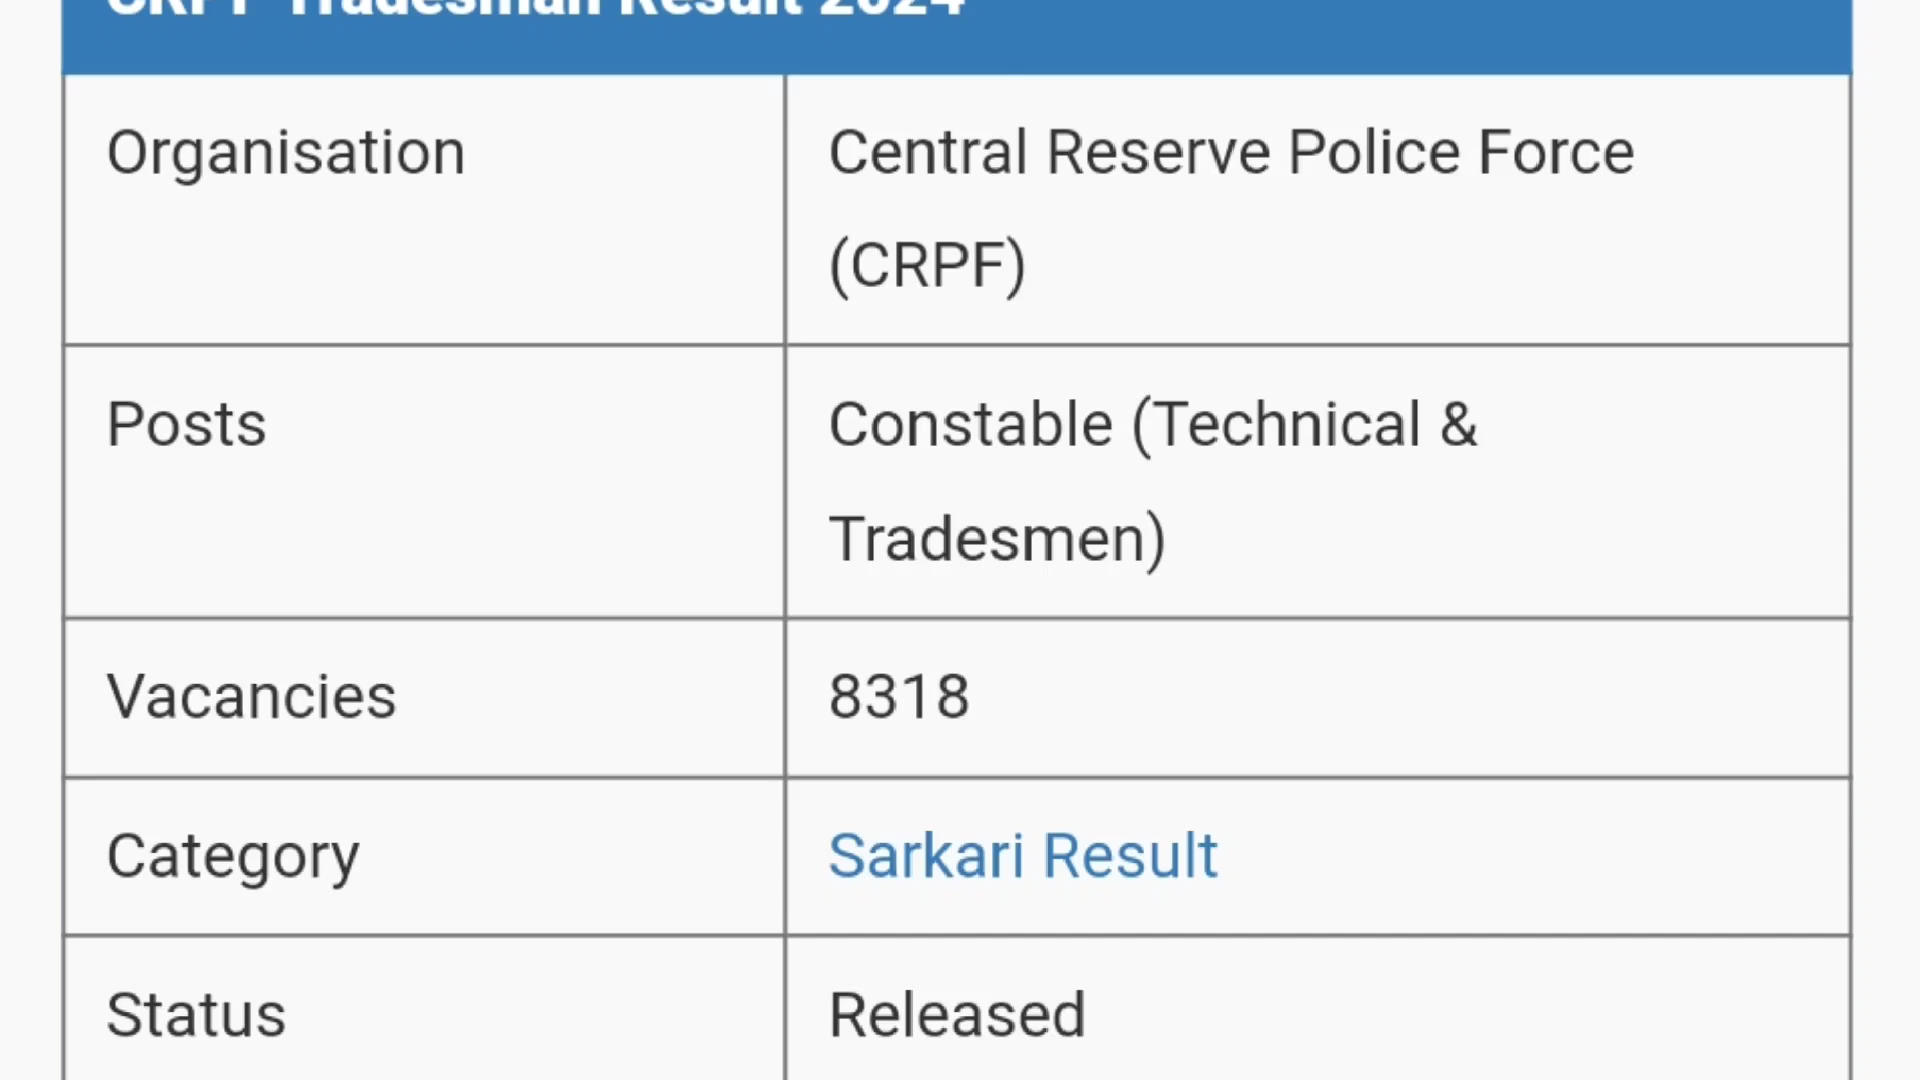 CRPF Tradesman Result 2024
Organisation
Central Reserve Police Force
(CRPF)
Posts
Constable (Technical &
Tradesmen)
Vacancies
8318
Category
Sarkari Result
Status
Released